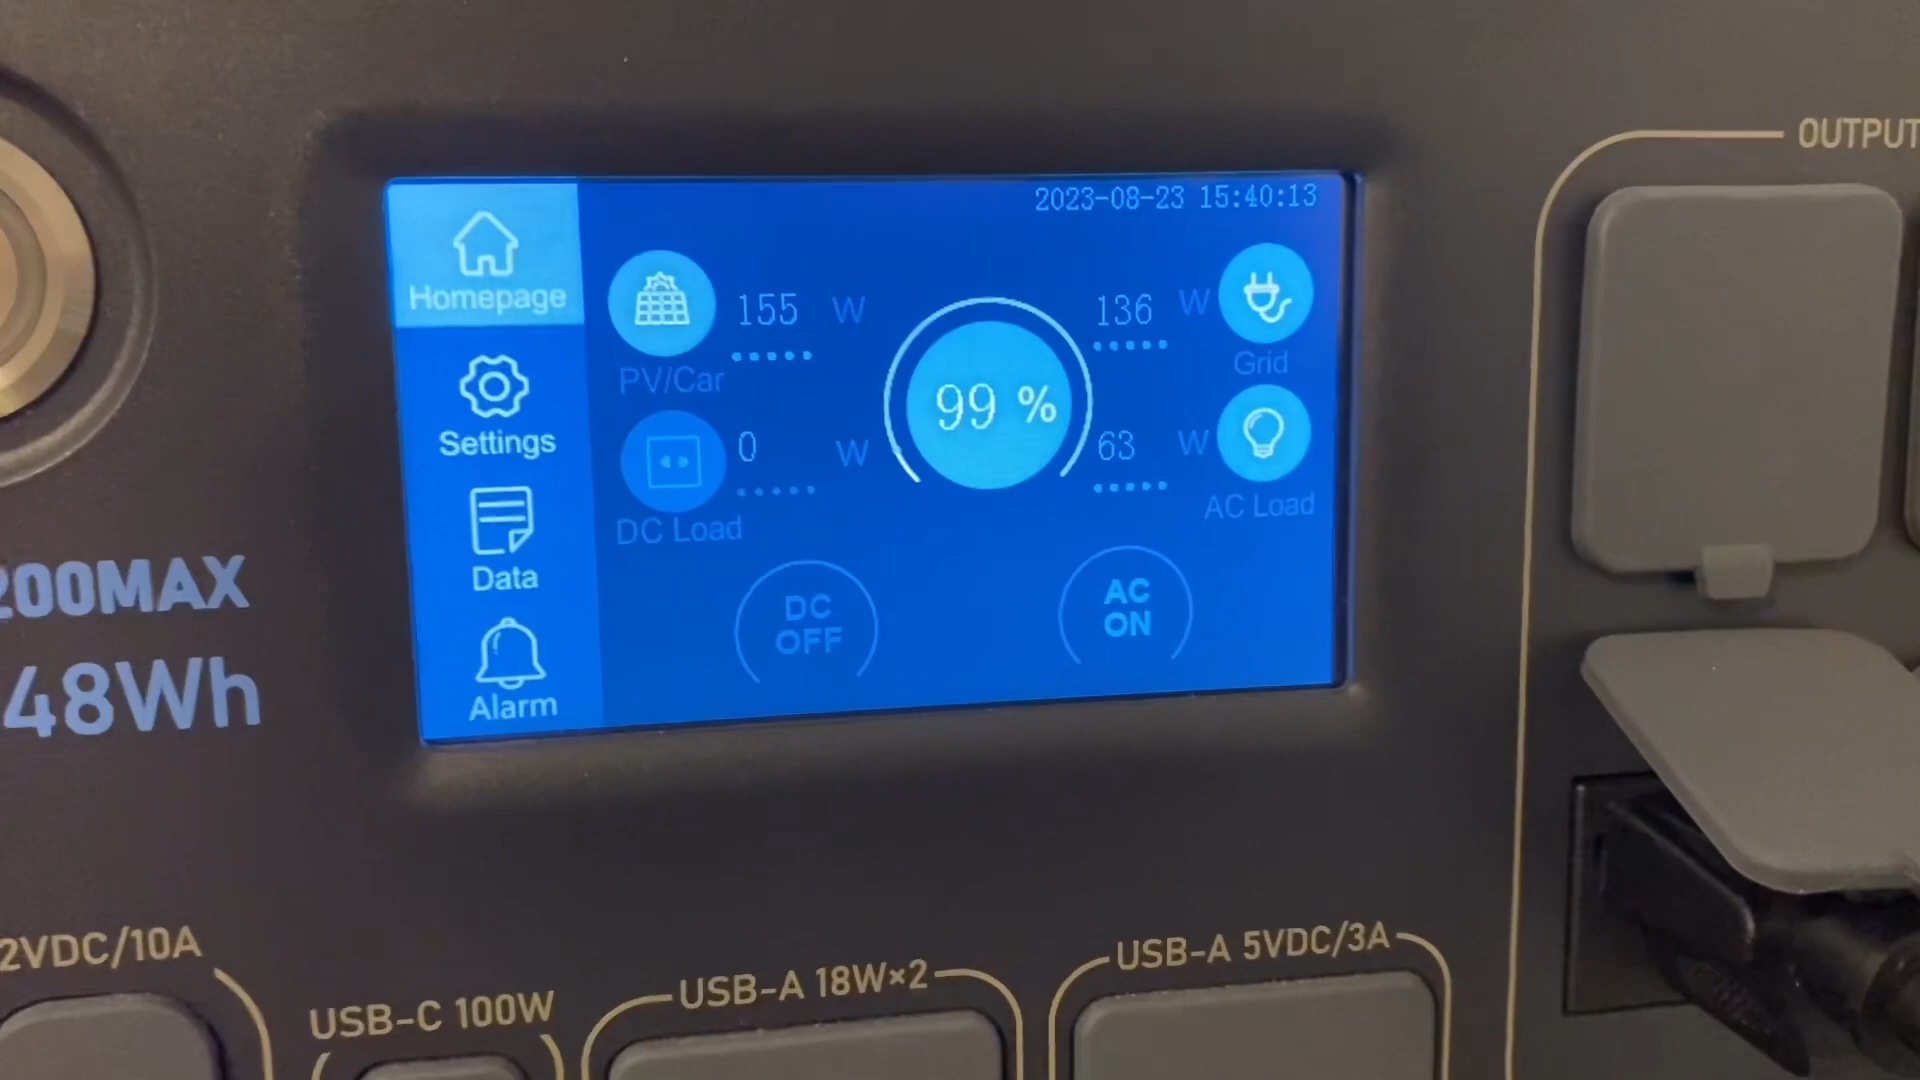 OUTPUT
2023-08-23 15:40:13
Homepage
155 W
PV/Car
136 W
Grid
99 %
Settings
0 W
DC Load
63 W
AC Load
Data
DC
OFF
AC
ON
Alarm
200MAX
48Wh
2VDC/10A
USB-C 100W
USB-A 18W×2
USB-A 5VDC/3A